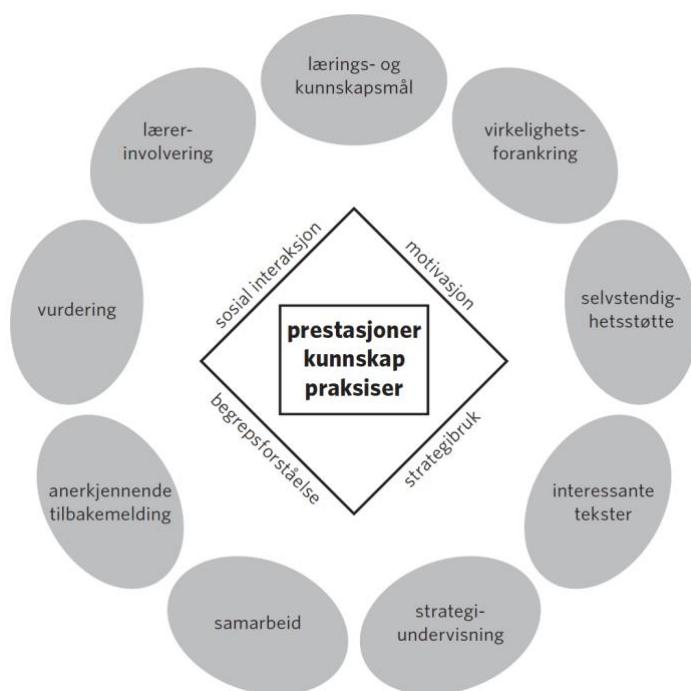 lærings- og
kunnskapsmål
virkelighets-
forankring
selvstendig-
hetsstøtte
interessante
tekster
strategi-
undervisning
samarbeid
anerkjennende
tilbakemelding
vurdering
lærer-
involvering
sosial interaksjon
motivasjon
strategibruk
begrepsforståelse
prestasjoner
kunnskap
praksiser